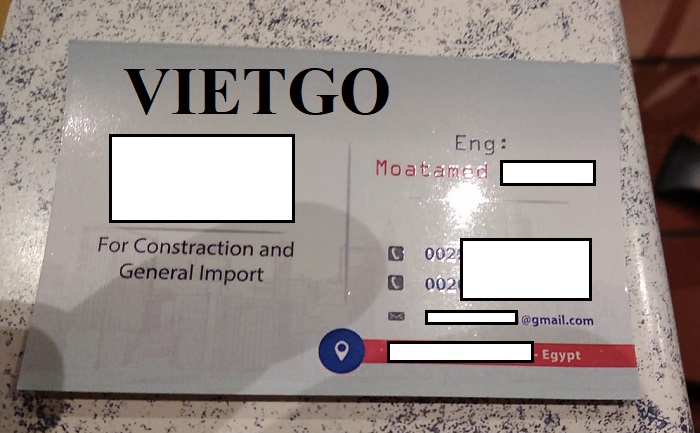 VIETGO
For Constraction and
General Import
Eng:
Moatamed
002
002
@gmail.com
- Egypt